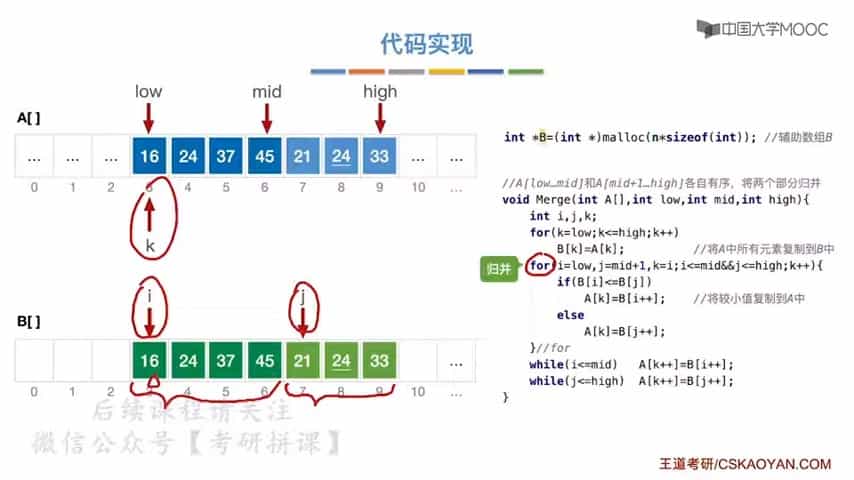 中国大学MOOC
代码实现
low mid high
A[ ]
... ... ... 16 24 37 45 21 24 33 ... ...
0 1 2 3 4 5 6 7 8 9 10 ...
k
i j
B[ ]
16 24 37 45 21 24 33 ...
0 1 2 3 4 5 6 7 8 9 10 ...
int *B=(int *)malloc(n*sizeof(int)); //辅助数组B
//A[low…mid]和A[mid+1…high]各自有序，将两个部分归并
void Merge(int A[],int low,int mid,int high){
int i,j,k;
for(k=low;k<=high;k++)
B[k]=A[k]; //将A中所有元素复制到B中
归并
for(i=low,j=mid+1,k=i;i<=mid&&j<=high;k++){
if(B[i]<=B[j])
A[k]=B[i++]; //将较小值复制到A中
else
A[k]=B[j++];
}//for
while(i<=mid) A[k++]=B[i++];
while(j<=high) A[k++]=B[j++];
}
后续课程请关注
微信公众号【考研拼课】
王道考研/CSKAOYAN.COM